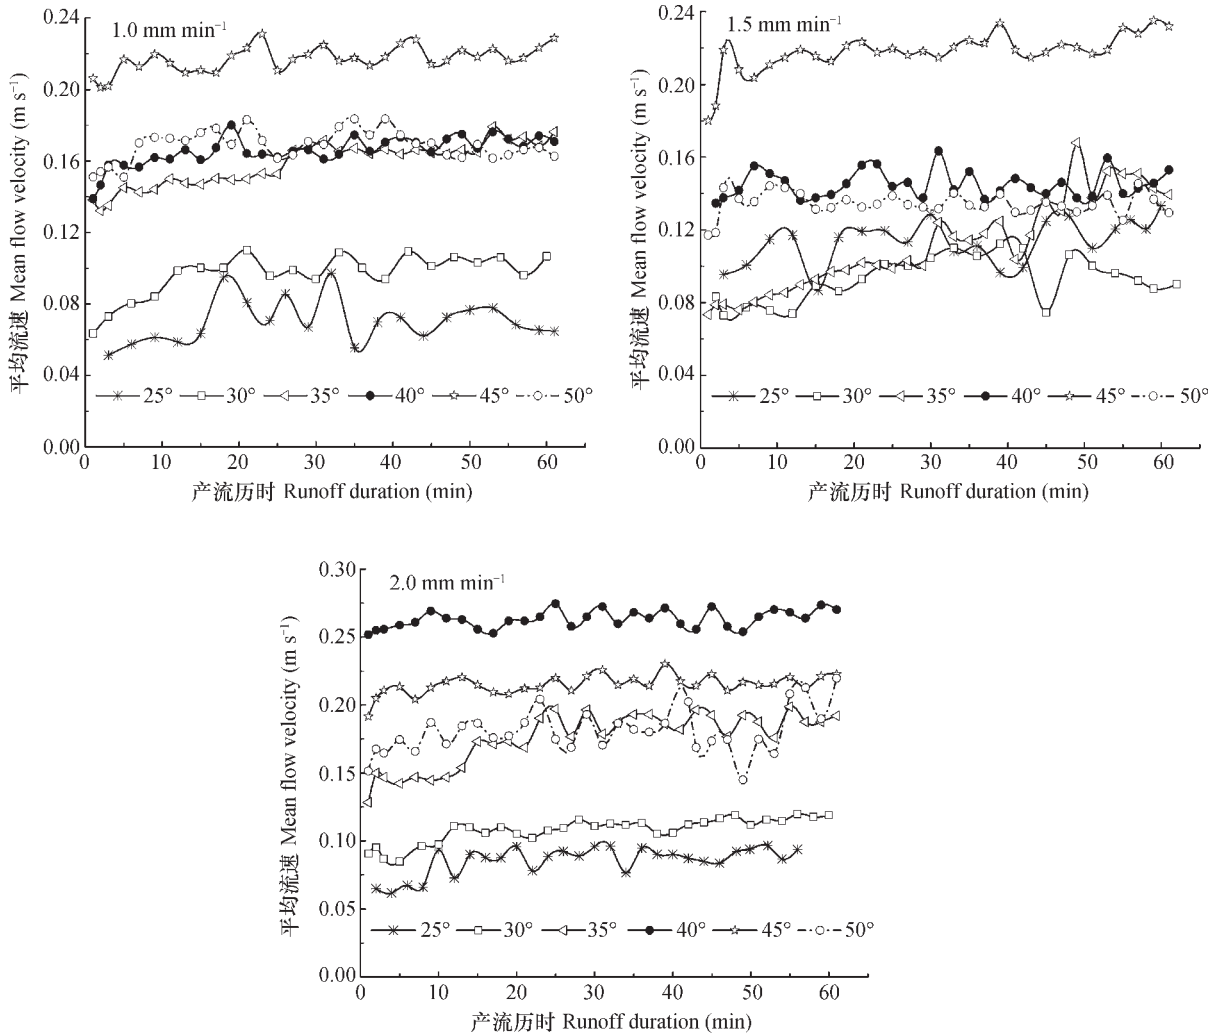 1.0 mm min⁻¹
0.24
0.20
0.16
0.12
0.08
0.04
0.00
平均流速 Mean flow velocity (m s⁻¹)
25° 30° 35° 40° 45° 50°
0 10 20 30 40 50 60
产流历时 Runoff duration (min)
1.5 mm min⁻¹
0.24
0.20
0.16
0.12
0.08
0.04
0.00
平均流速 Mean flow velocity (m s⁻¹)
25° 30° 35° 40° 45° 50°
0 10 20 30 40 50 60
产流历时 Runoff duration (min)
2.0 mm min⁻¹
0.30
0.25
0.20
0.15
0.10
0.05
0.00
平均流速 Mean flow velocity (m s⁻¹)
25° 30° 35° 40° 45° 50°
0 10 20 30 40 50 60
产流历时 Runoff duration (min)